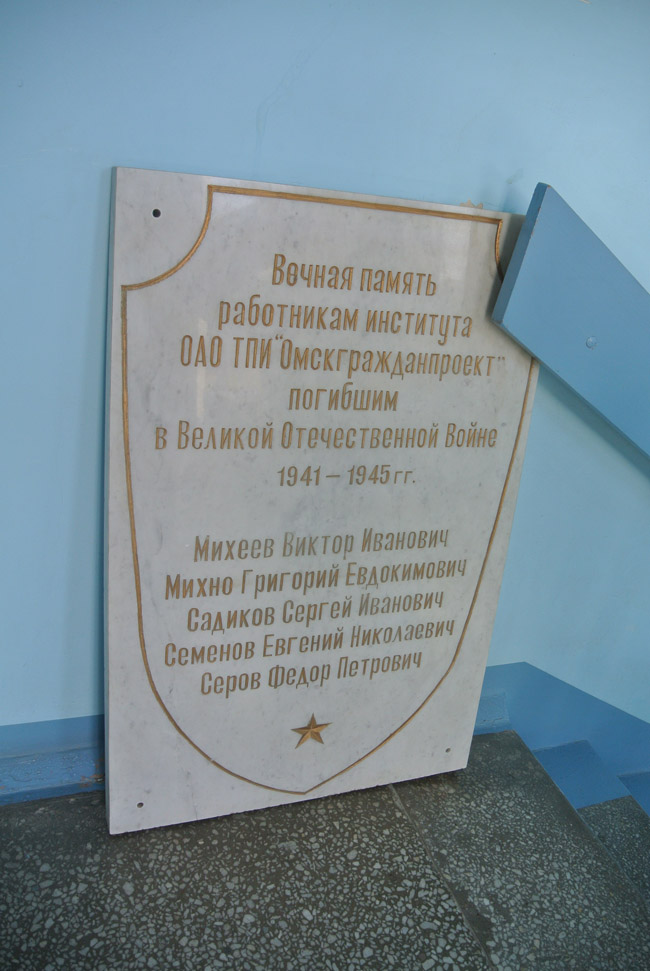 Вечная память
работникам института
ОАО ТПИ "Омскгражданпроект"
погибшим
в Великой Отечественной Войне
1941 – 1945 гг.
Михеев Виктор Иванович
Михно Григорий Евдокимович
Садиков Сергей Иванович
Семенов Евгений Николаевич
Серов Федор Петрович